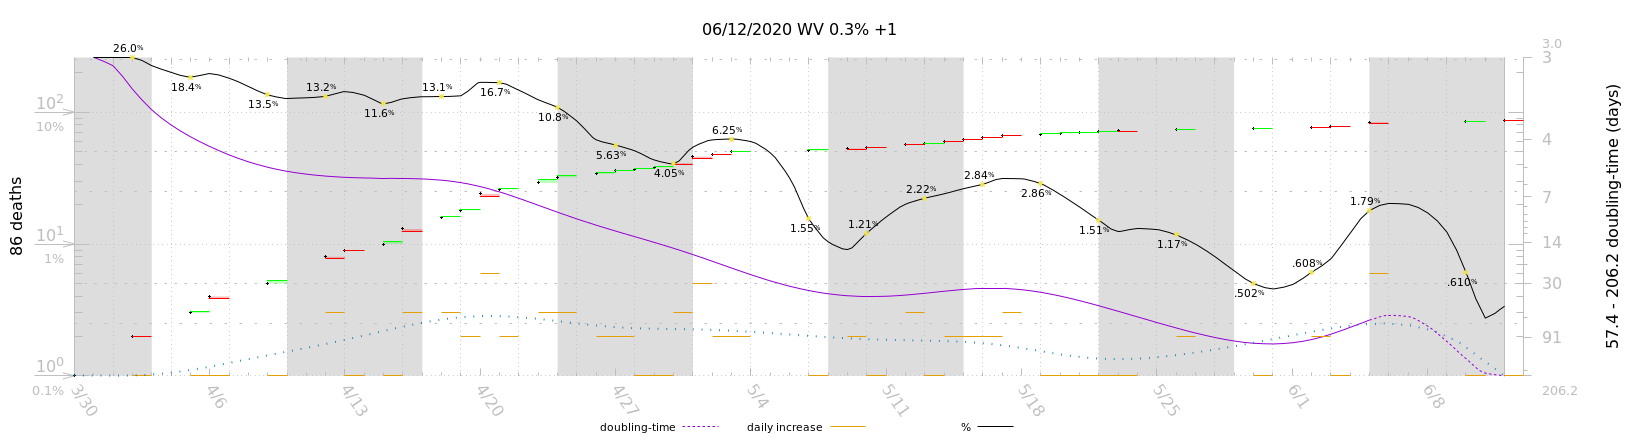 06/12/2020 WV 0.3% +1
3.0
26.0% 3
18.4% 13.5% 13.2% 11.6% 13.1% 16.7% 10.8%
10² 10%
5.63% 4.05% 6.25% 4
1.55% 1.21% 2.22% 2.84% 2.86% 1.51% 1.17% 1.79% 7
10¹ 1% 14
.502% .608% .610% 30
91
10⁰ 0.1% 206.2
86 deaths
57.4 - 206.2 doubling-time (days)
3/30 4/6 4/13 4/20 4/27 5/4 5/11 5/18 5/25 6/1 6/8
doubling-time daily increase %